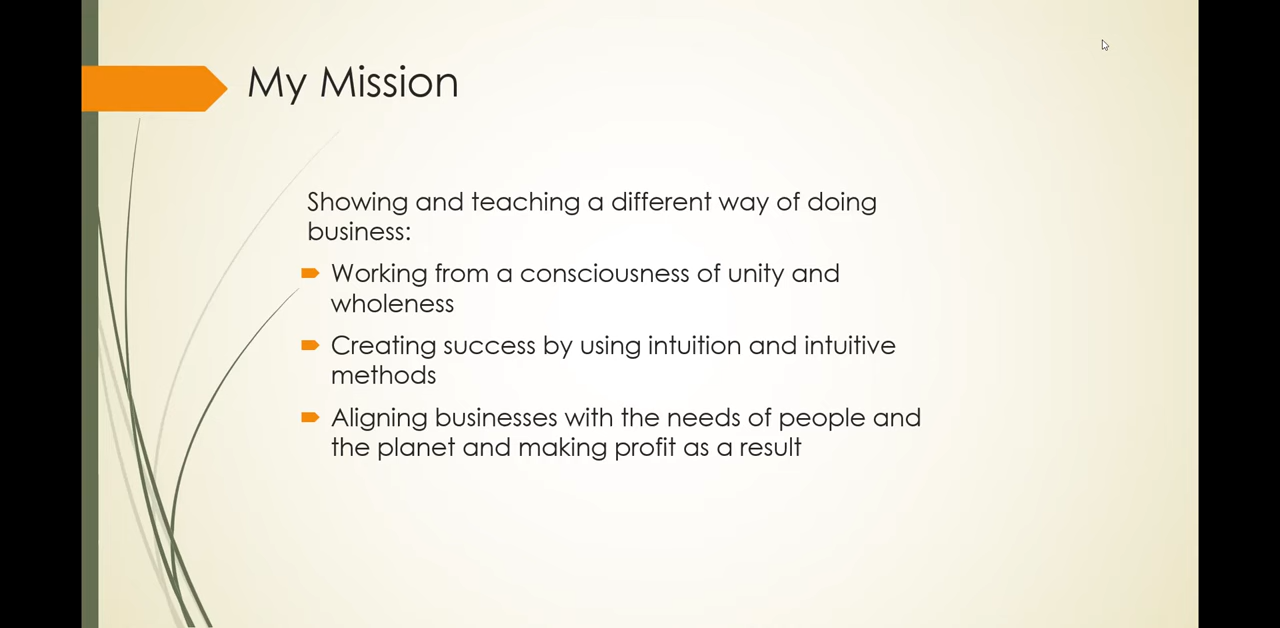 My Mission
Showing and teaching a different way of doing
business:
Working from a consciousness of unity and
wholeness
Creating success by using intuition and intuitive
methods
Aligning businesses with the needs of people and
the planet and making profit as a result